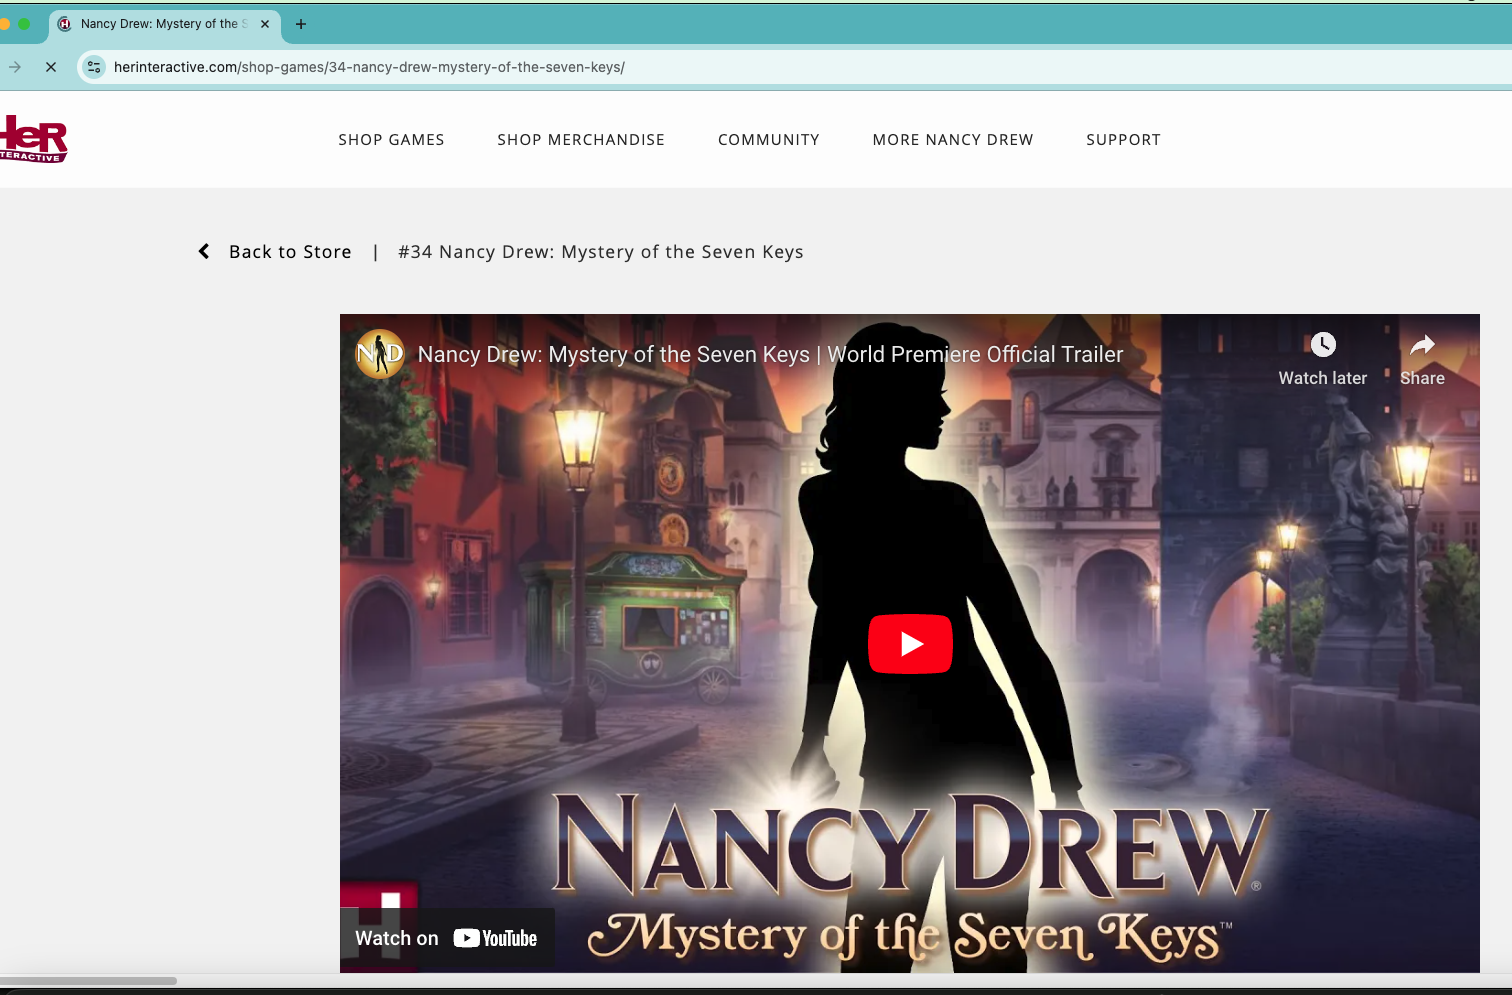 Nancy Drew: Mystery of the S
herinteractive.com/shop-games/34-nancy-drew-mystery-of-the-seven-keys/
HeR
INTERACTIVE
SHOP GAMES SHOP MERCHANDISE COMMUNITY MORE NANCY DREW SUPPORT
Back to Store | #34 Nancy Drew: Mystery of the Seven Keys
ND Nancy Drew: Mystery of the Seven Keys | World Premiere Official Trailer
Watch later Share
NANCY DREW®
Mystery of the Seven Keys™
Watch on YouTube